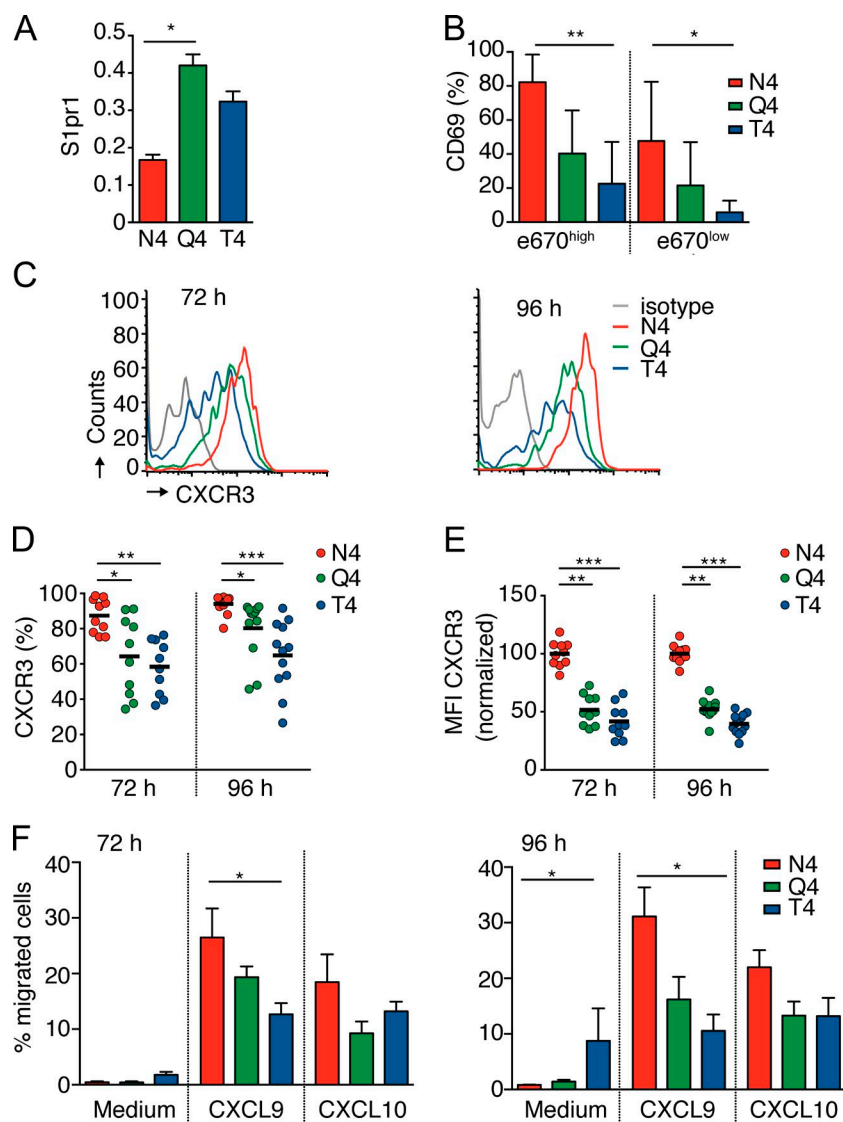 A
*
S1pr1
0.5
0.4
0.3
0.2
0.1
0
N4 Q4 T4
B
** *
CD69 (%)
100
80
60
40
20
0
N4
Q4
T4
e670high e670low
C
72 h
Counts
100
80
60
40
20
0
CXCR3
96 h
isotype
N4
Q4
T4
D
** ***
* *
N4
Q4
T4
CXCR3 (%)
100
80
60
40
20
0
72 h 96 h
E
*** ***
** **
N4
Q4
T4
MFI CXCR3
(normalized)
150
100
50
0
72 h 96 h
F
72 h
*
% migrated cells
40
30
20
10
0
Medium CXCL9 CXCL10
96 h
* *
N4
Q4
T4
40
30
20
10
0
Medium CXCL9 CXCL10